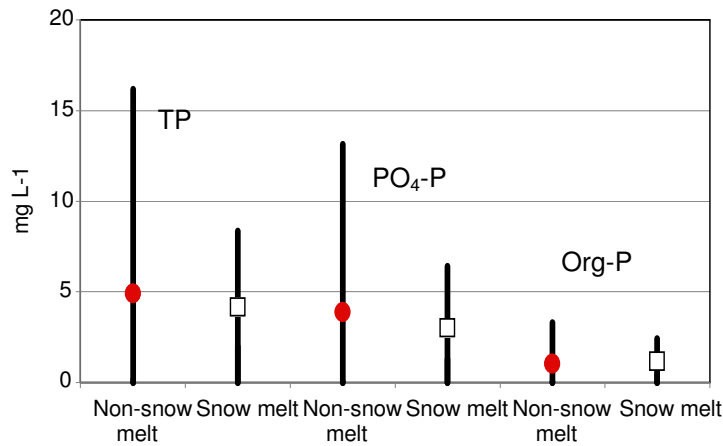 20
15
10
5
0
mg L-1
TP
PO₄-P
Org-P
Non-snow melt
Snow melt
Non-snow melt
Snow melt
Non-snow melt
Snow melt